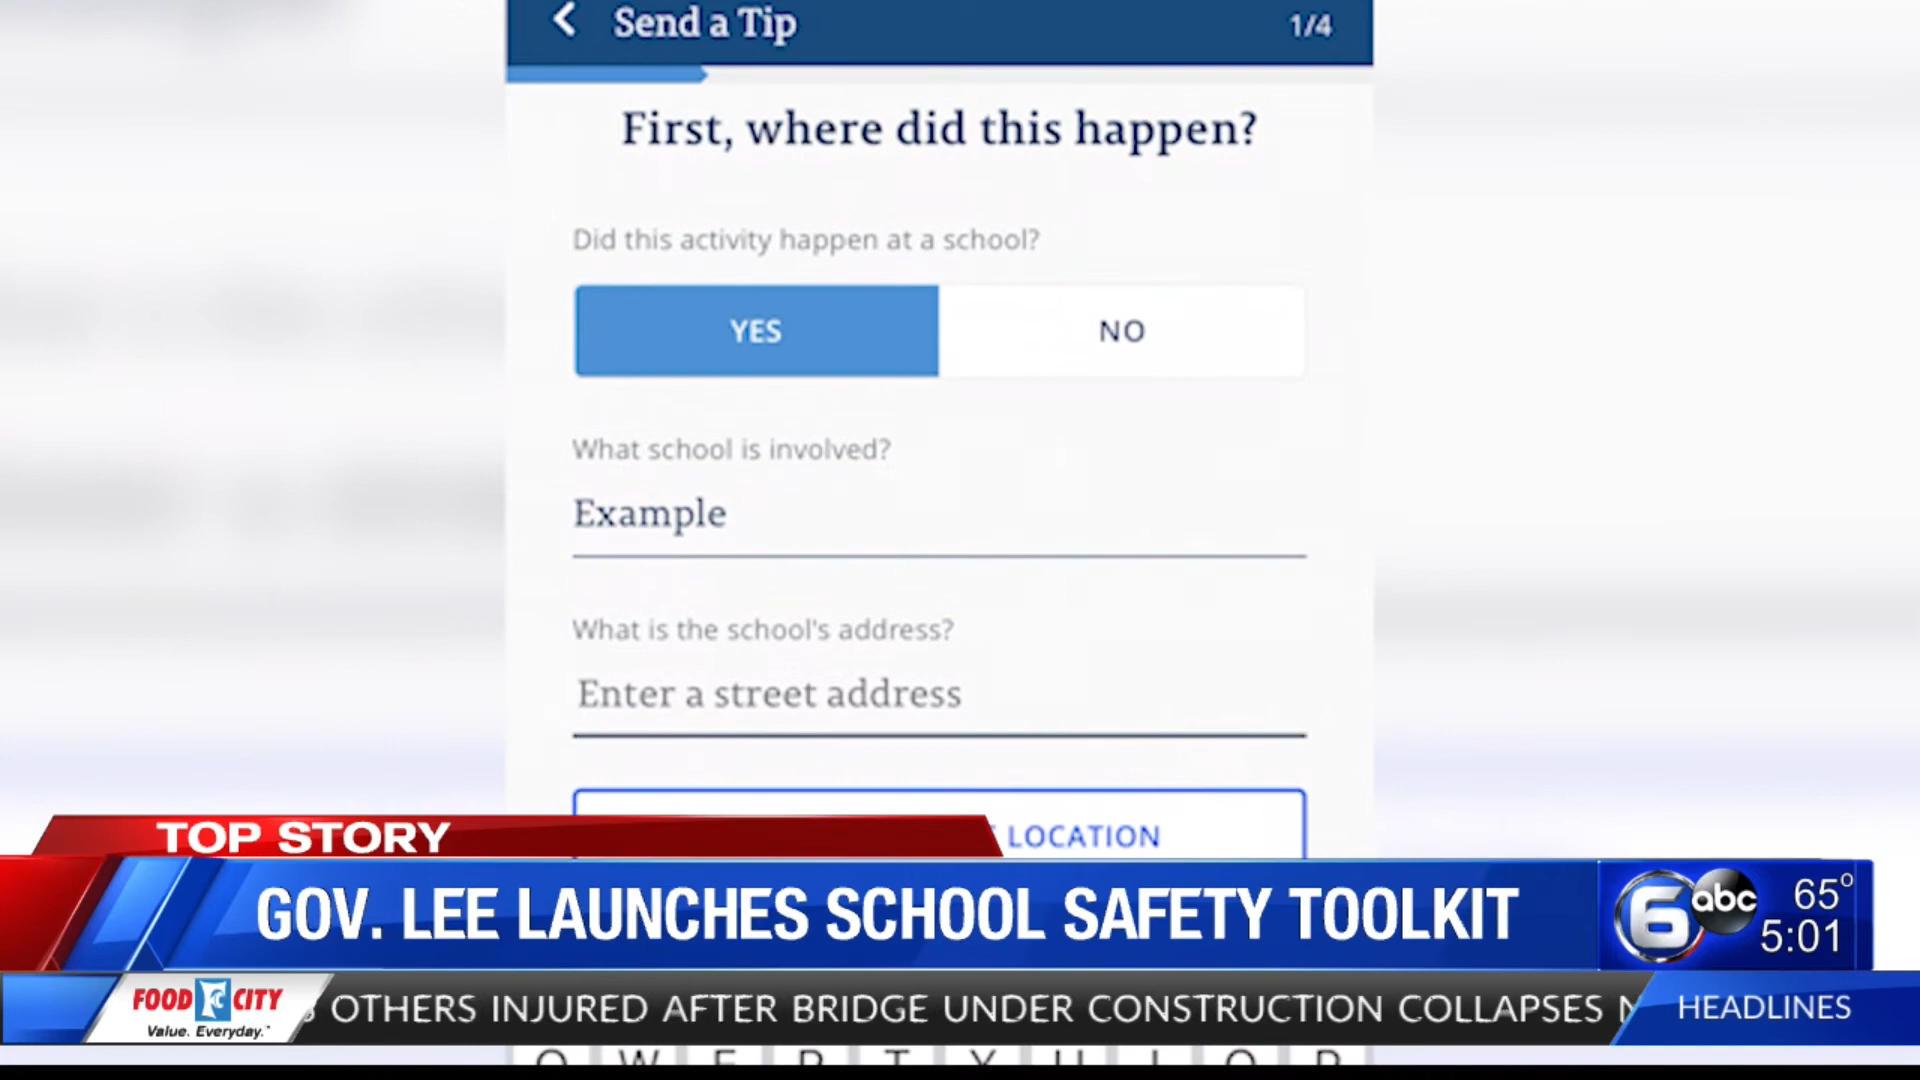 Send a Tip
1/4
First, where did this happen?
Did this activity happen at a school?
YES
NO
What school is involved?
Example
What is the school's address?
Enter a street address
LOCATION
TOP STORY
GOV. LEE LAUNCHES SCHOOL SAFETY TOOLKIT
6 abc
65°
5:01
FOOD CITY
Value. Everyday.
OTHERS INJURED AFTER BRIDGE UNDER CONSTRUCTION COLLAPSES
HEADLINES
Q W E R T Y U I O P